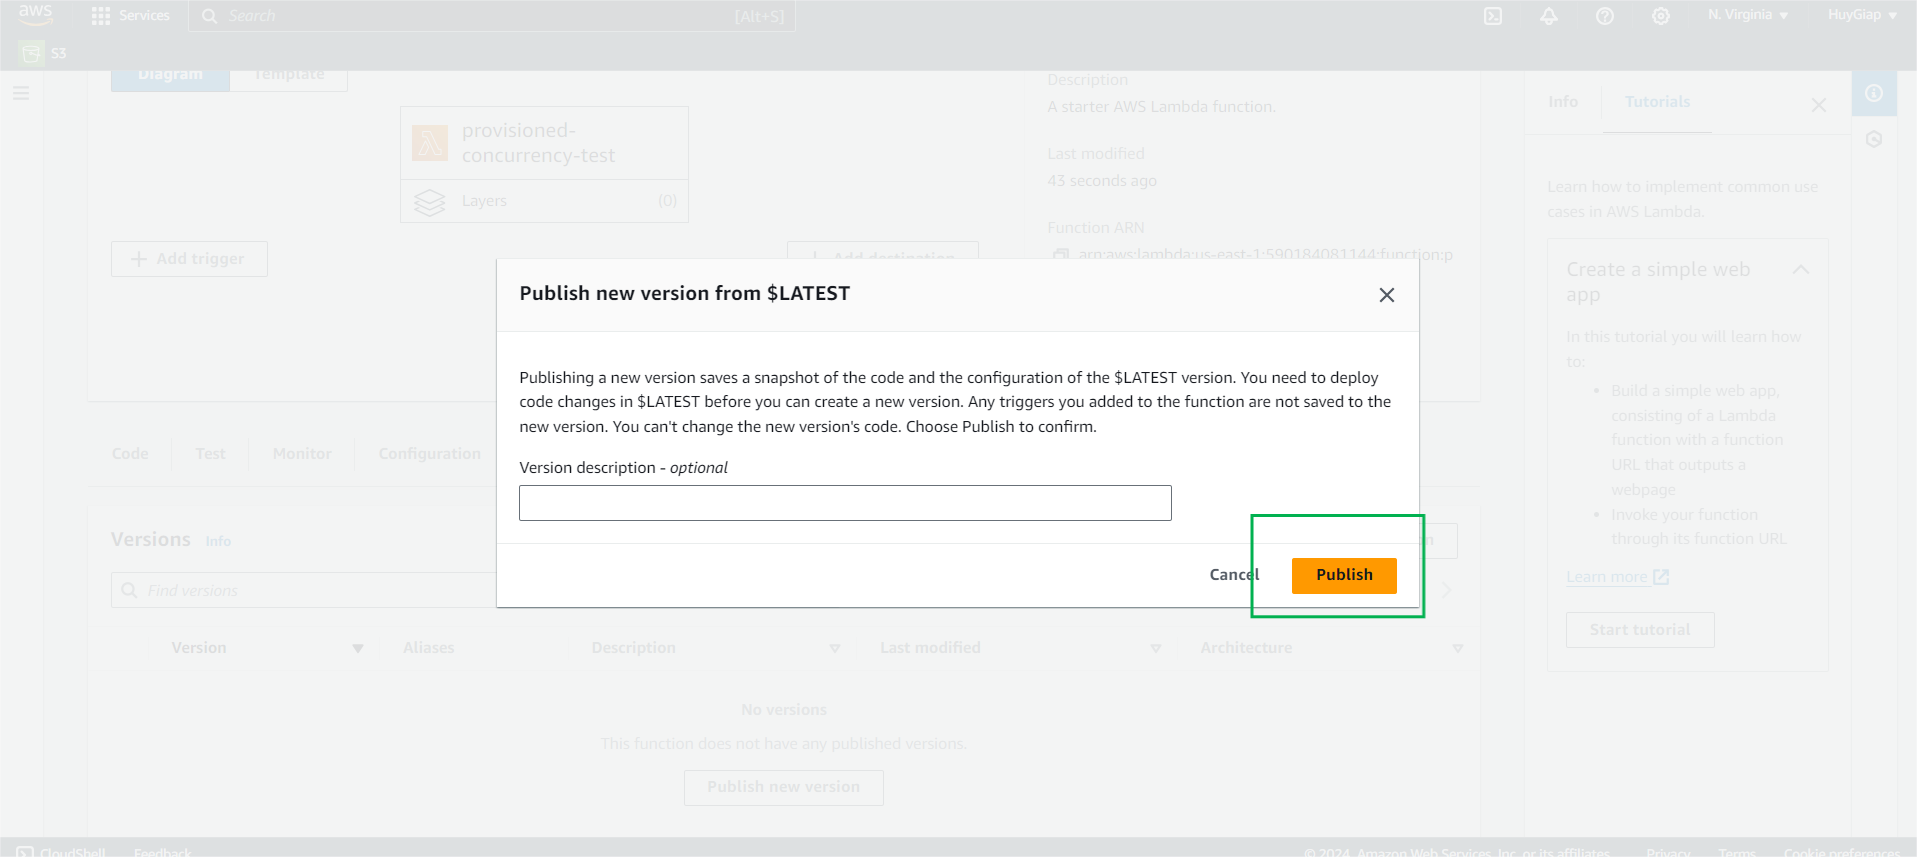 aws
Services
Search
[Alt+S]
N. Virginia
HuyGiap
S3
Diagram
Template
provisioned-
concurrency-test
Layers
(0)
Add trigger
Add destination
Description
A starter AWS Lambda function.
Last modified
43 seconds ago
Function ARN
arn:aws:lambda:us-east-1:590184081144:function:p
Info
Tutorials
Learn how to implement common use
cases in AWS Lambda.
Create a simple web
app
In this tutorial you will learn how
to:
• Build a simple web app,
consisting of a Lambda
function with a function
URL that outputs a
webpage
• Invoke your function
through its function URL
Learn more
Start tutorial
Publish new version from $LATEST
Publishing a new version saves a snapshot of the code and the configuration of the $LATEST version. You need to deploy
code changes in $LATEST before you can create a new version. Any triggers you added to the function are not saved to the
new version. You can't change the new version's code. Choose Publish to confirm.
Version description - optional
Cancel
Publish
Code
Test
Monitor
Configuration
Versions
Info
Find versions
Version
Aliases
Description
Last modified
Architecture
No versions
This function does not have any published versions.
Publish new version
CloudShell
Feedback
© 2024, Amazon Web Services, Inc. or its affiliates.
Privacy
Terms
Cookie preferences